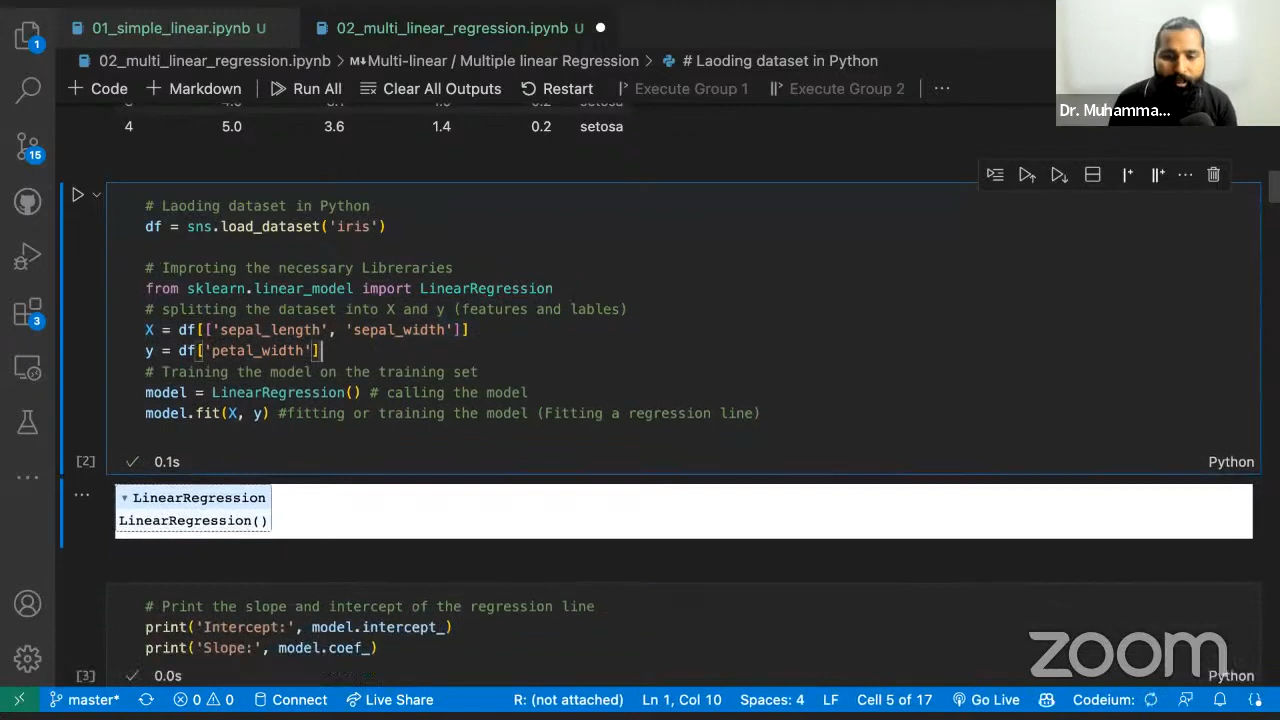 01_simple_linear.ipynb U
02_multi_linear_regression.ipynb U
02_multi_linear_regression.ipynb > M↓Multi-linear / Multiple linear Regression > # Laoding dataset in Python
+ Code + Markdown Run All Clear All Outputs Restart Execute Group 1 Execute Group 2 ...
Dr. Muhamma...
4 5.0 3.6 1.4 0.2 setosa
1
15
3
# Laoding dataset in Python
df = sns.load_dataset('iris')
# Improting the necessary Libreraries
from sklearn.linear_model import LinearRegression
# splitting the dataset into X and y (features and lables)
X = df[['sepal_length', 'sepal_width']]
y = df['petal_width']
# Training the model on the training set
model = LinearRegression() # calling the model
model.fit(X, y) #fitting or training the model (Fitting a regression line)
[2] 0.1s Python
LinearRegression
LinearRegression()
# Print the slope and intercept of the regression line
print('Intercept:', model.intercept_)
print('Slope:', model.coef_)
[3] 0.0s Python
zoom
master* 0 0 Connect Live Share R: (not attached) Ln 1, Col 10 Spaces: 4 LF Cell 5 of 17 Go Live Codeium: